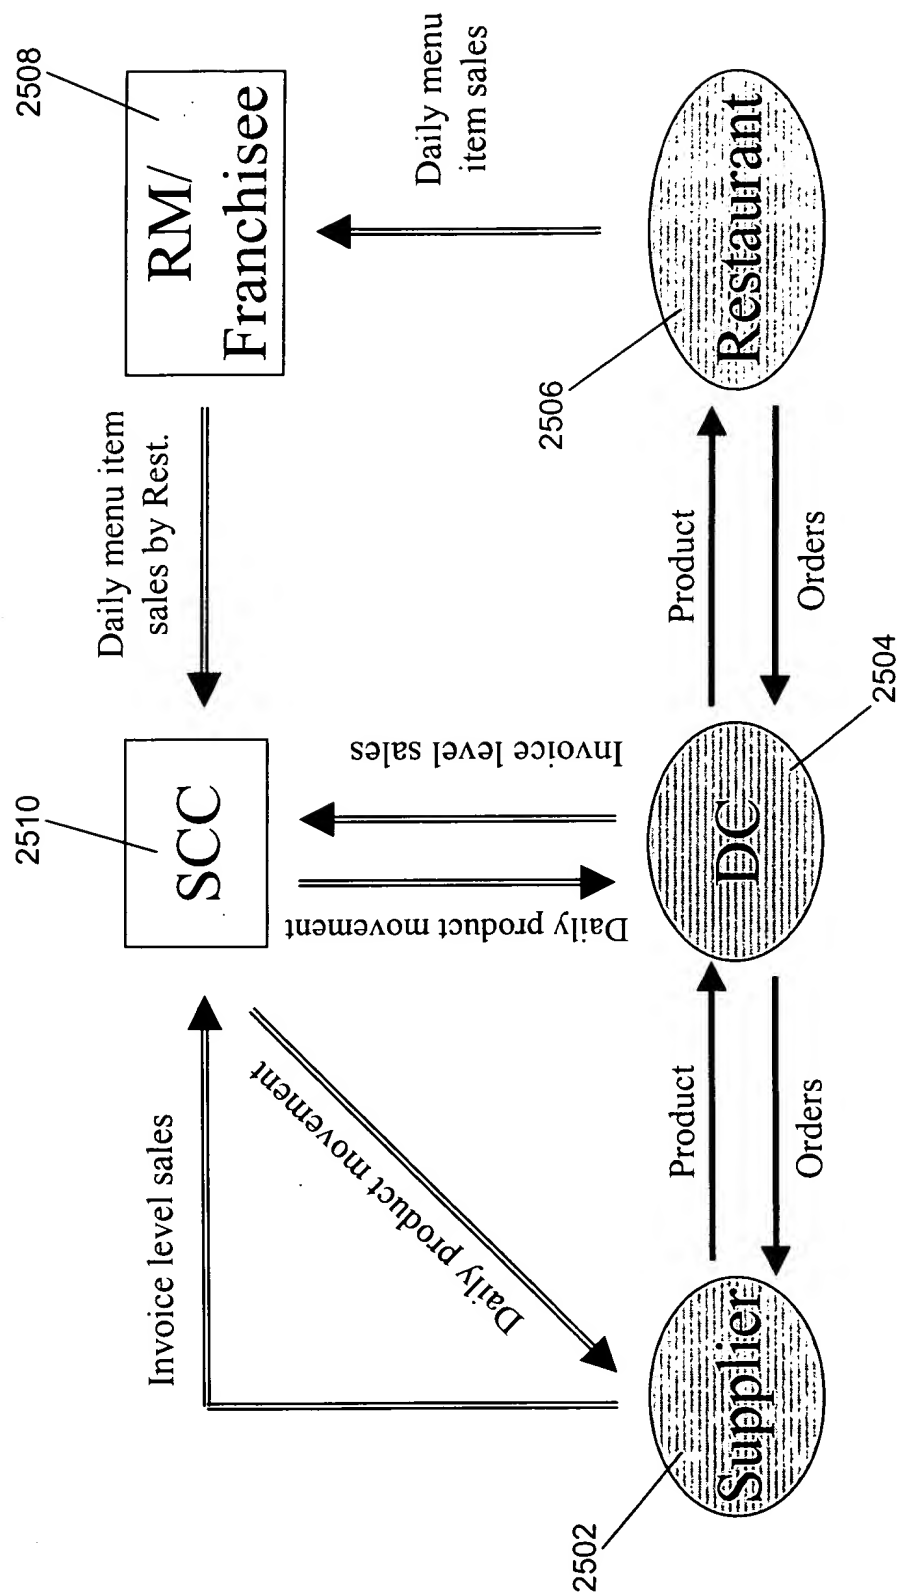 2510
SCC
Daily menu item
sales by Rest.
2508
RM/
Franchisee
Invoice level sales
Daily product movement
Daily product movement
Invoice level sales
Daily menu
item sales
2502
Supplier
Product
Orders
DC
2504
Product
Orders
2506
Restaurant